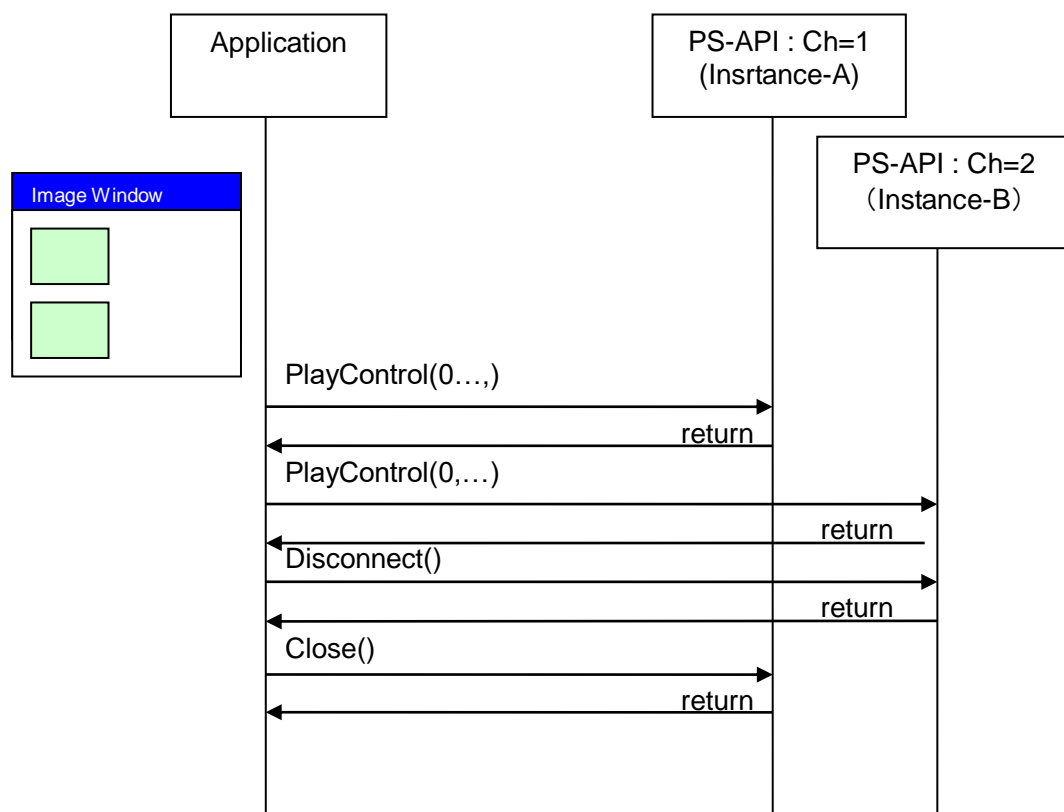 Application
PS-API : Ch=1
(Insrtance-A)
PS-API : Ch=2
（Instance-B）
Image Window
PlayControl(0…,)
return
PlayControl(0,…)
return
Disconnect()
return
Close()
return